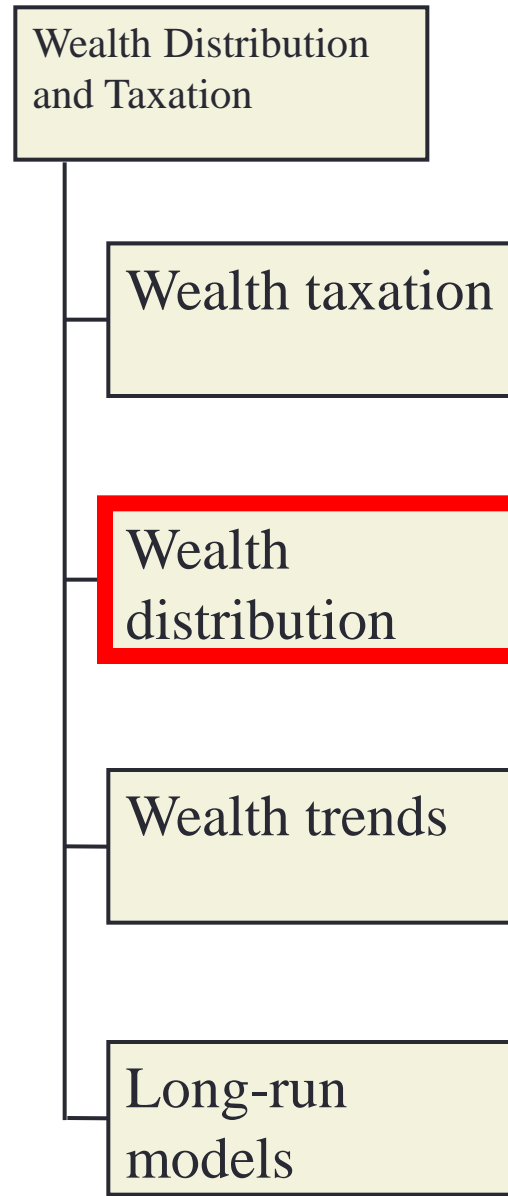 Wealth Distribution
and Taxation
Wealth taxation
Wealth
distribution
Wealth trends
Long-run
models